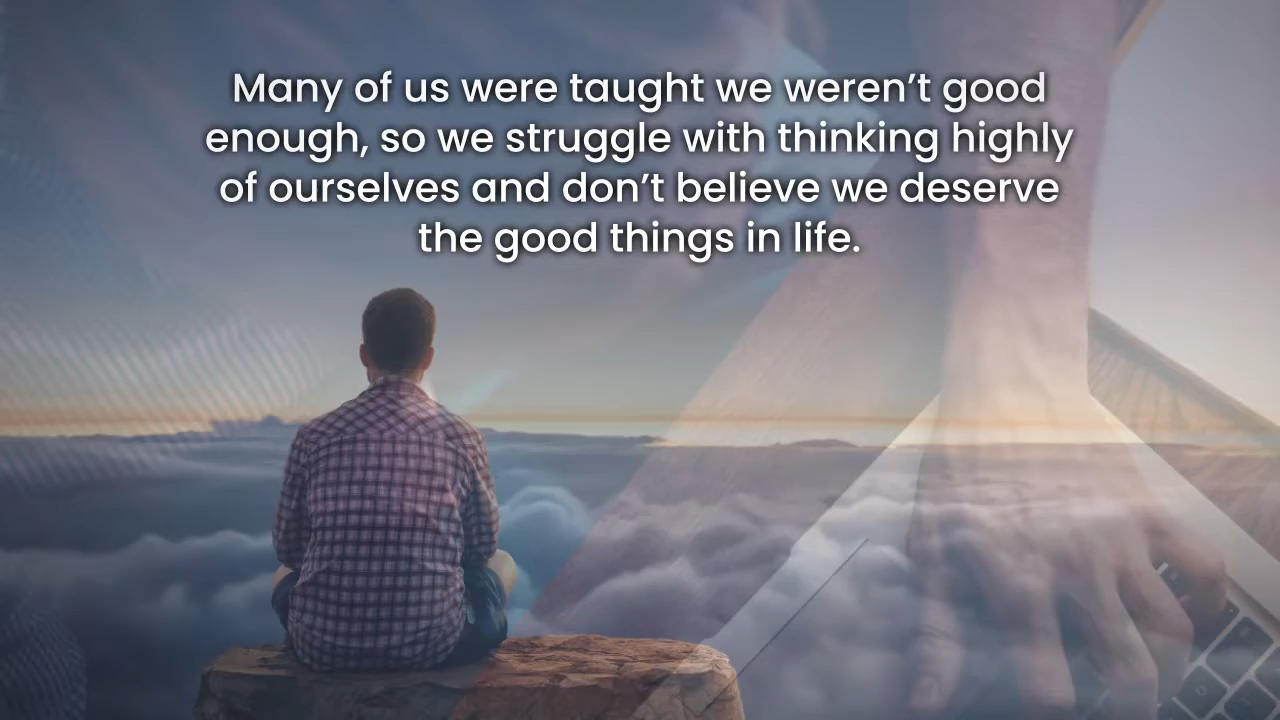 Many of us were taught we weren’t good
enough, so we struggle with thinking highly
of ourselves and don’t believe we deserve
the good things in life.